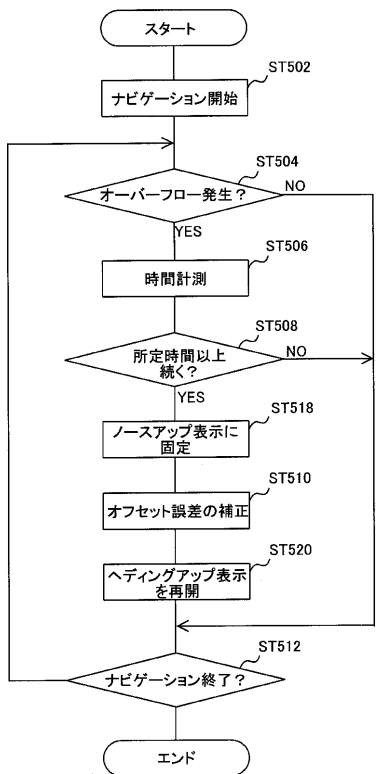 スタート
ST502
ナビゲーション開始
ST504
オーバーフロー発生？
NO
YES
ST506
時間計測
ST508
所定時間以上
続く？
NO
YES
ST518
ノースアップ表示に
固定
ST510
オフセット誤差の補正
ST520
ヘディングアップ表示
を再開
ST512
ナビゲーション終了？
エンド